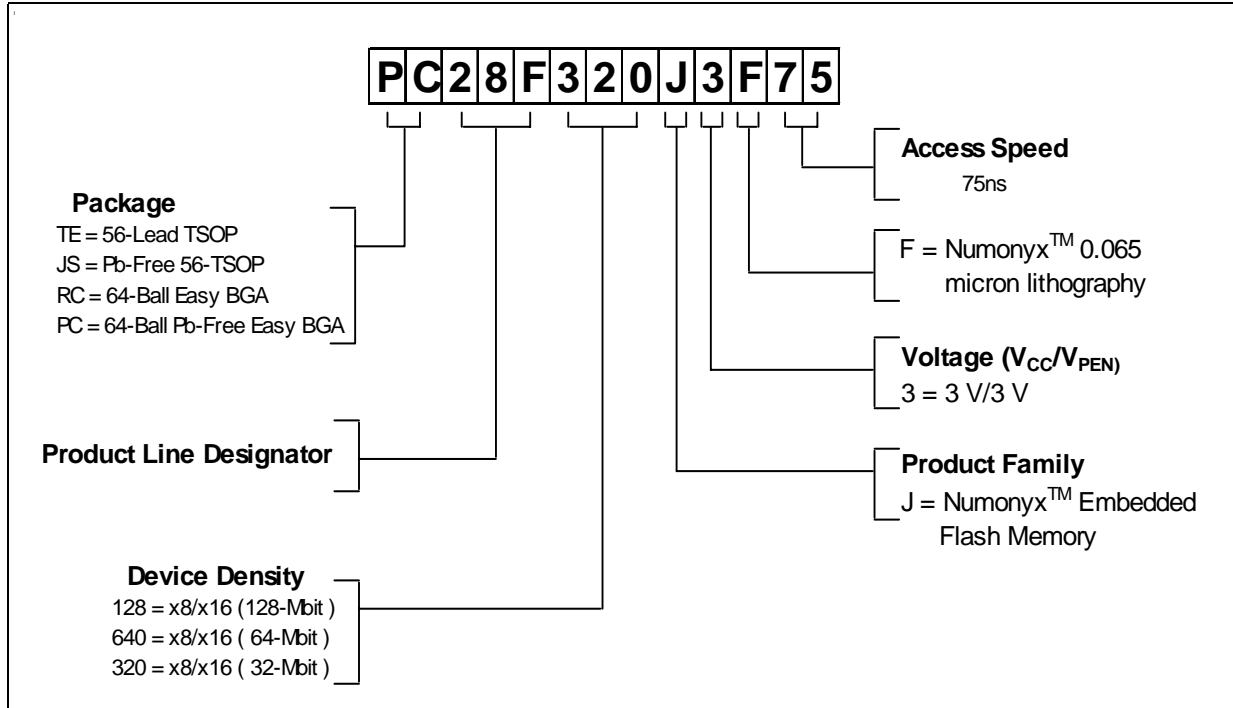 PC28F320J3F75
Package
TE = 56-Lead TSOP
JS = Pb-Free 56-TSOP
RC = 64-Ball Easy BGA
PC = 64-Ball Pb-Free Easy BGA
Product Line Designator
Device Density
128 = x8/x16 (128-Mbit )
640 = x8/x16 ( 64-Mbit )
320 = x8/x16 ( 32-Mbit )
Access Speed
75ns
F = Numonyx™ 0.065
micron lithography
Voltage (VCC/VPEN)
3 = 3 V/3 V
Product Family
J = Numonyx™ Embedded
Flash Memory